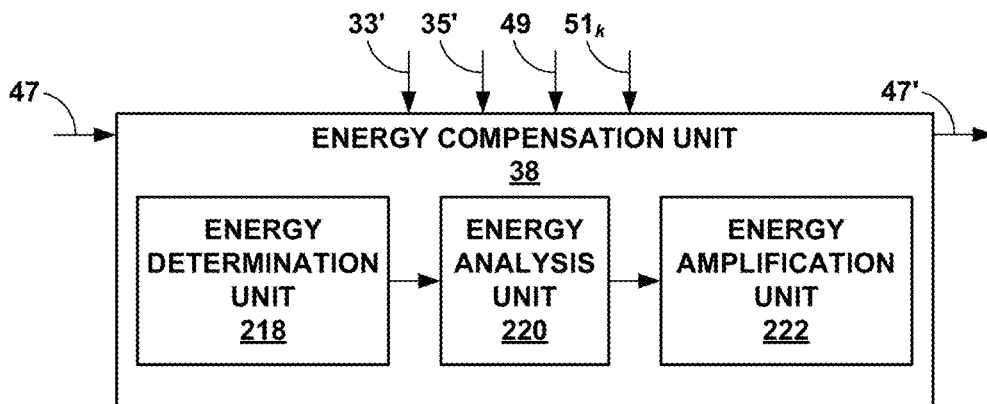 33' 35' 49 51k
47 47'
ENERGY COMPENSATION UNIT
38
ENERGY DETERMINATION UNIT 218
ENERGY ANALYSIS UNIT 220
ENERGY AMPLIFICATION UNIT 222